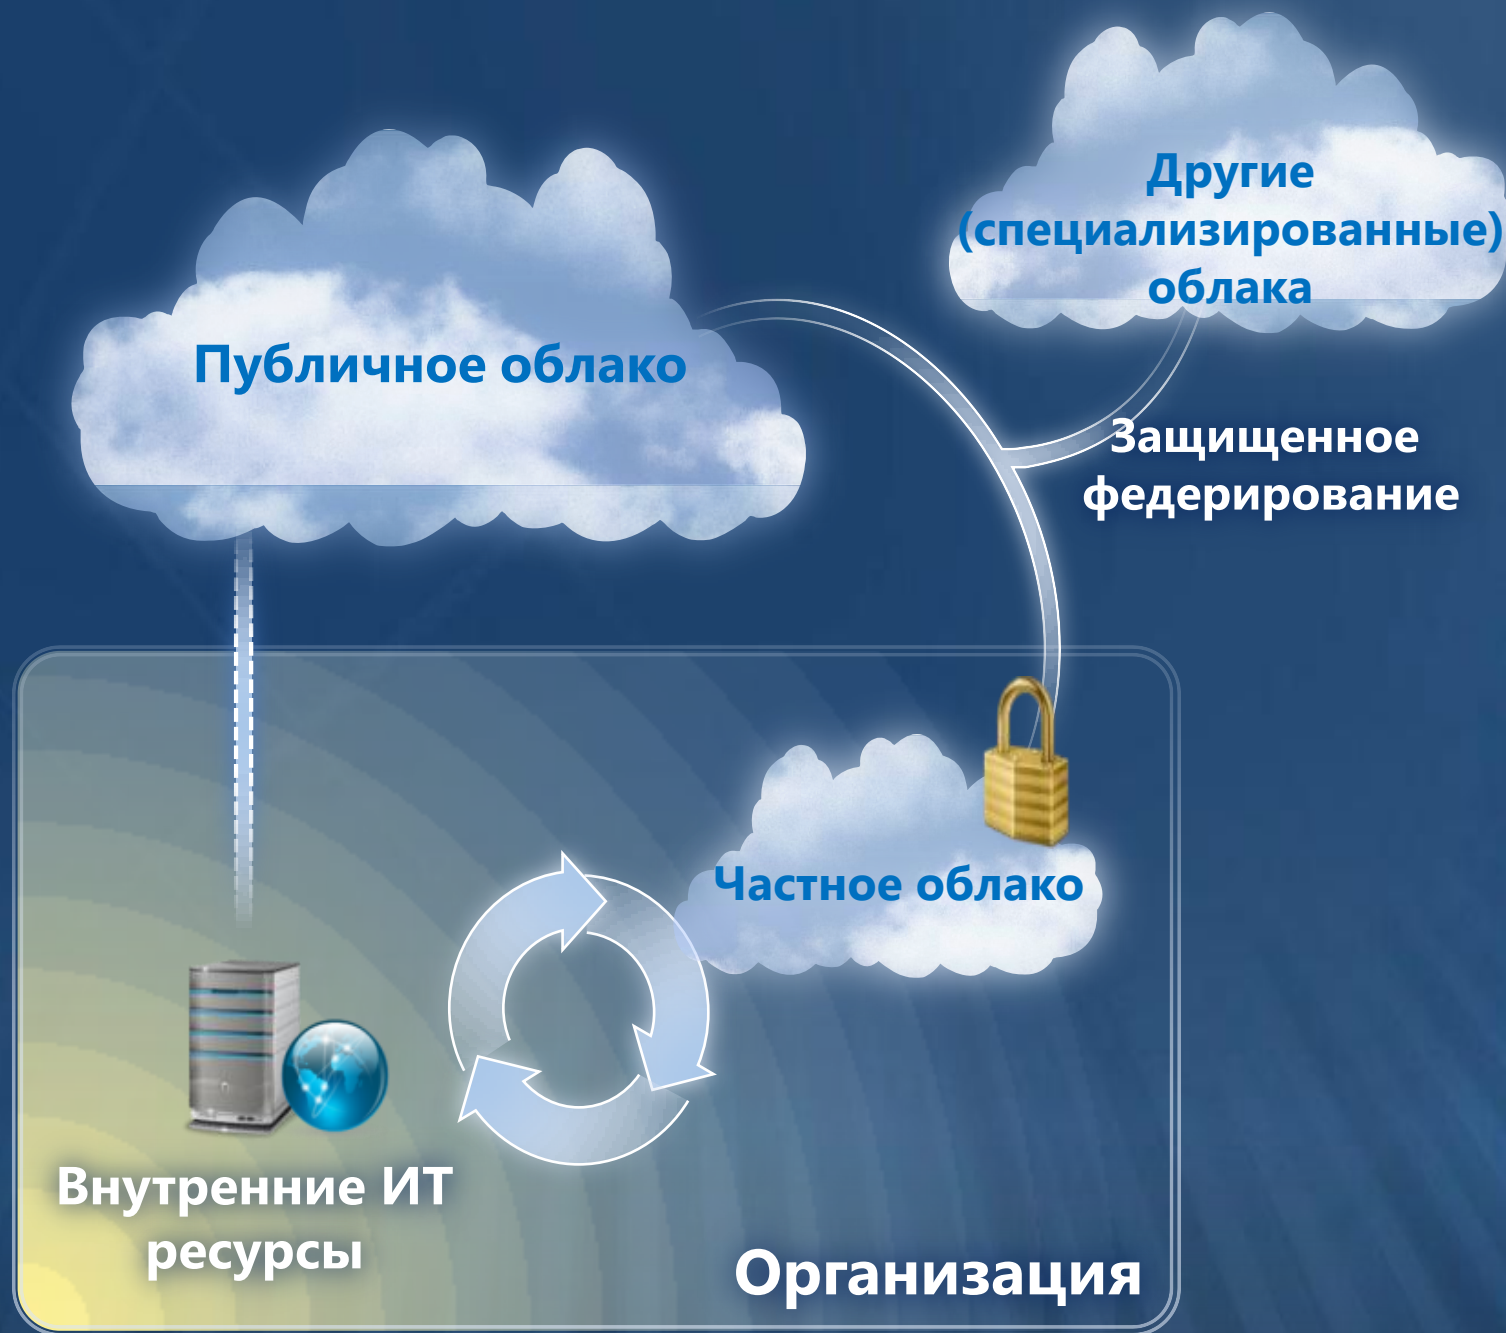 Другие
(специализированные)
облака
Публичное облако
Защищенное
федерирование
Частное облако
Внутренние ИТ
ресурсы
Организация